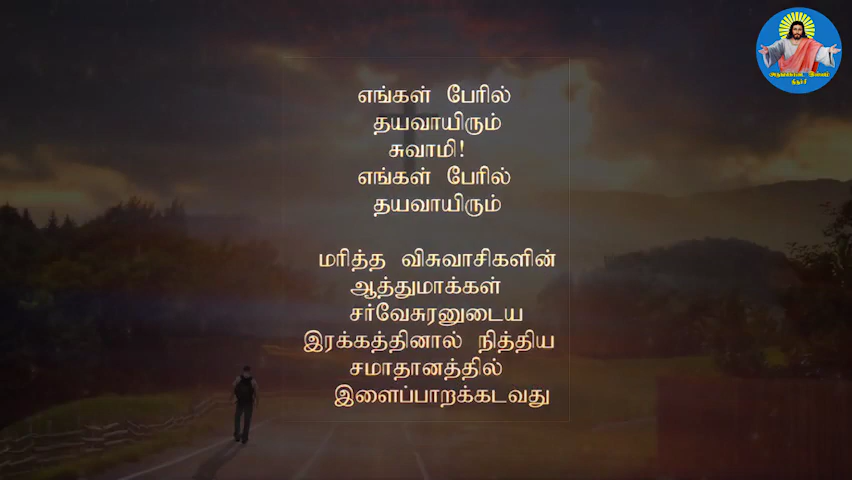 எங்கள் பேரில்
தயவாயிரும்
சுவாமி!
எங்கள் பேரில்
தயவாயிரும்
மரித்த விசுவாசிகளின்
ஆத்துமாக்கள்
சர்வேசுரனுடைய
இரக்கத்தினால் நித்திய
சமாதானத்தில்
இளைப்பாறக்கடவது